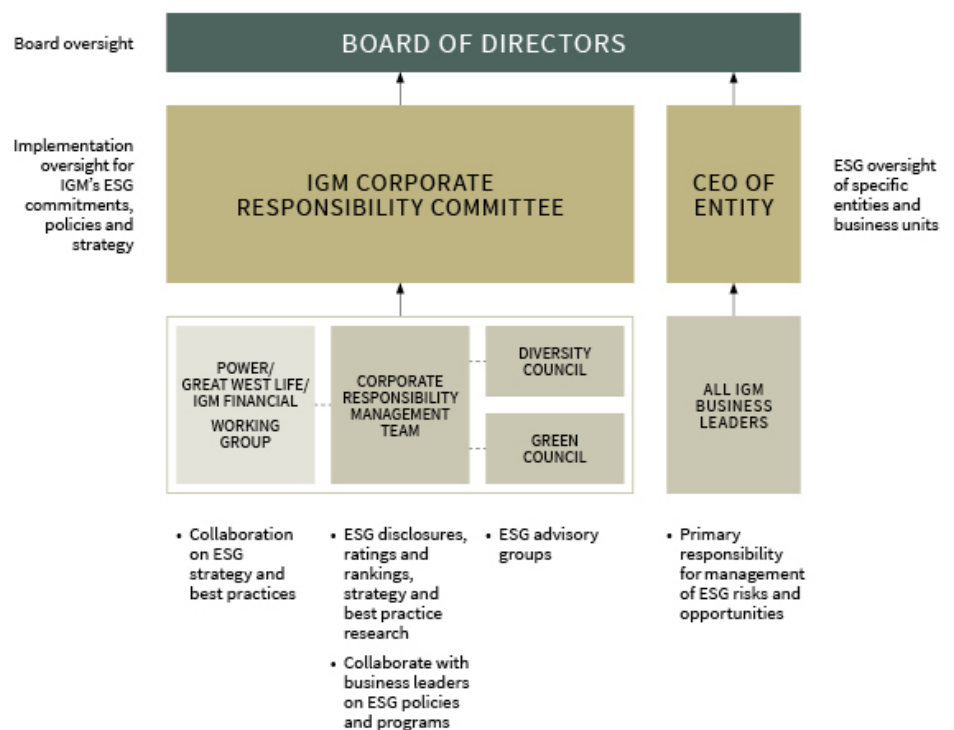 Board oversight
BOARD OF DIRECTORS
Implementation
oversight for
IGM's ESG
commitments,
policies and
strategy
IGM CORPORATE
RESPONSIBILITY COMMITTEE
CEO OF
ENTITY
ESG oversight
of specific
entities and
business units
POWER/
GREAT WEST LIFE/
IGM FINANCIAL
WORKING
GROUP
CORPORATE
RESPONSIBILITY
MANAGEMENT
TEAM
DIVERSITY
COUNCIL
GREEN
COUNCIL
ALL IGM
BUSINESS
LEADERS
• Collaboration
on ESG
strategy and
best practices
• ESG disclosures,
ratings and
rankings,
strategy and
best practice
research
• Collaborate with
business leaders
on ESG policies
and programs
• ESG advisory
groups
• Primary
responsibility
for management
of ESG risks and
opportunities